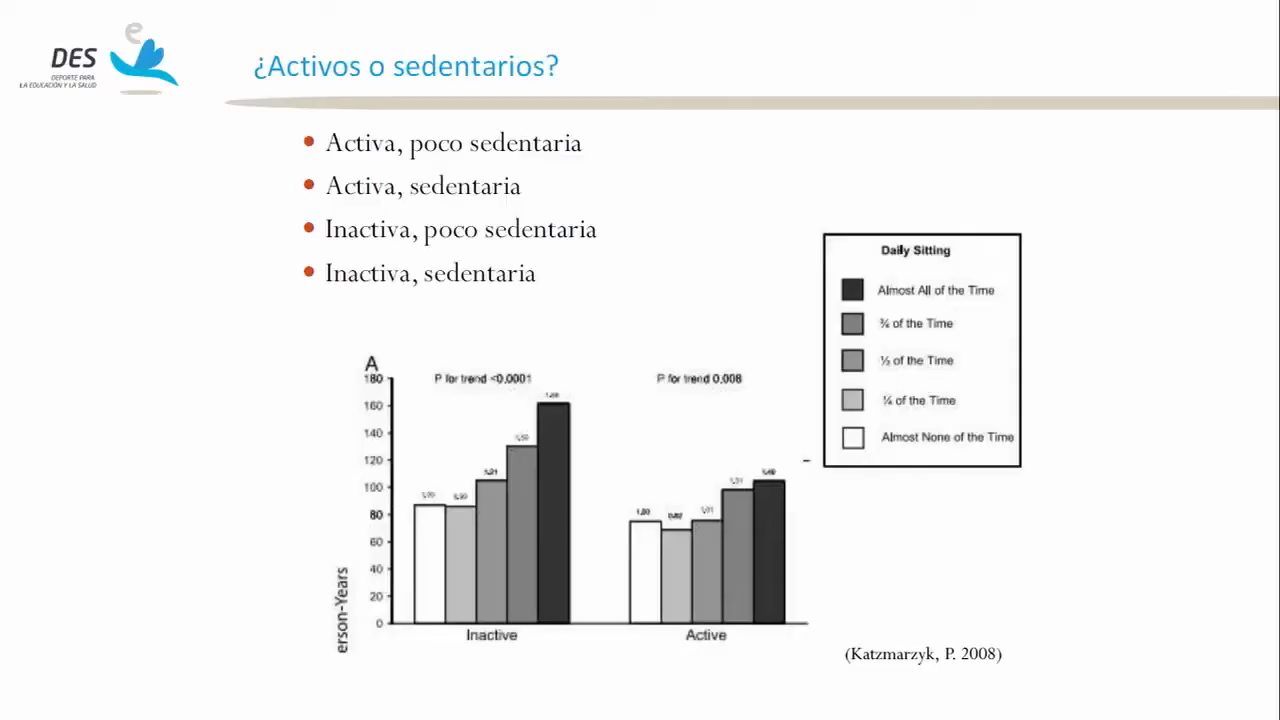 DES
DEPORTE PARA
LA EDUCACIÓN Y LA SALUD
¿Activos o sedentarios?
Activa, poco sedentaria
Activa, sedentaria
Inactiva, poco sedentaria
Inactiva, sedentaria
Daily Sitting
Almost All of the Time
¾ of the Time
½ of the Time
¼ of the Time
Almost None of the Time
A
P for trend <0.0001
P for trend 0.008
180
160
140
120
100
80
60
40
20
0
erson-Years
Inactive
Active
(Katzmarzyk, P. 2008)